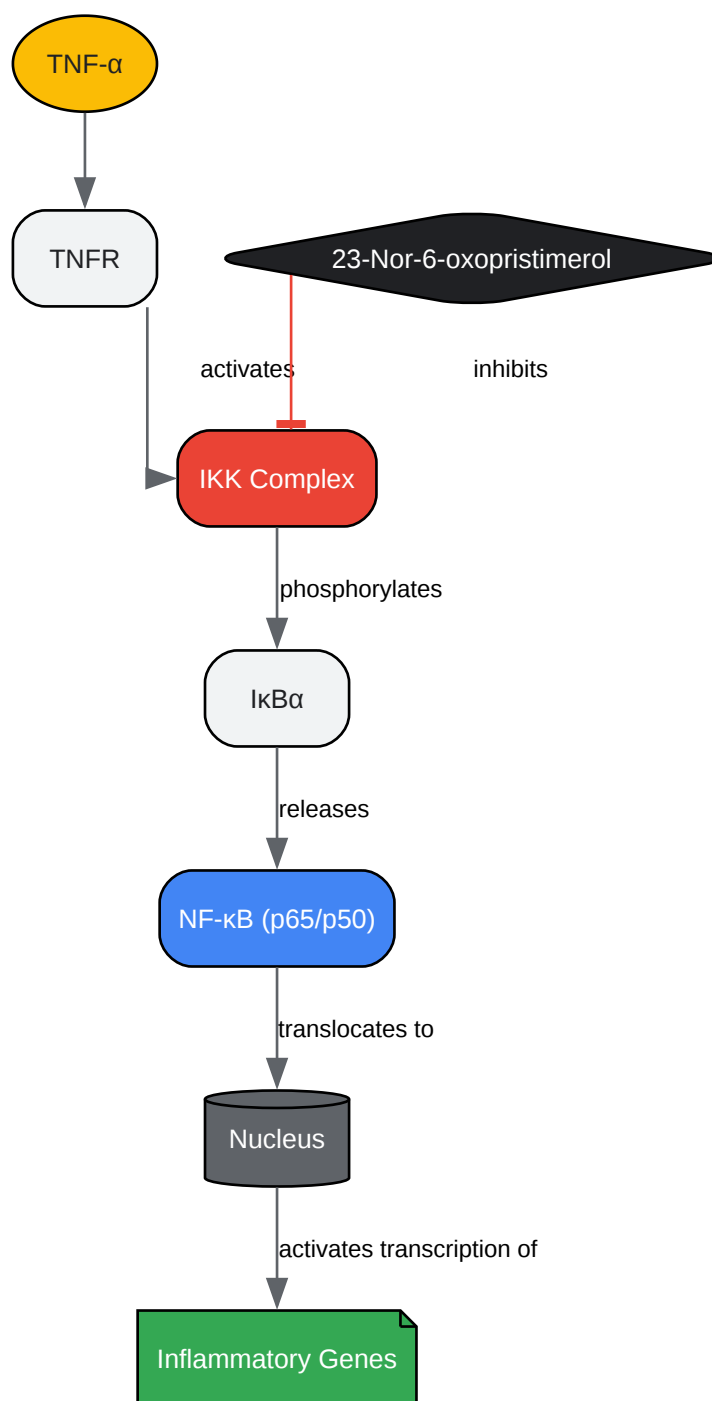 TNF-α
TNFR
23-Nor-6-oxopristimerol
activates
inhibits
IKK Complex
phosphorylates
IκBα
releases
NF-κB (p65/p50)
translocates to
Nucleus
activates transcription of
Inflammatory Genes